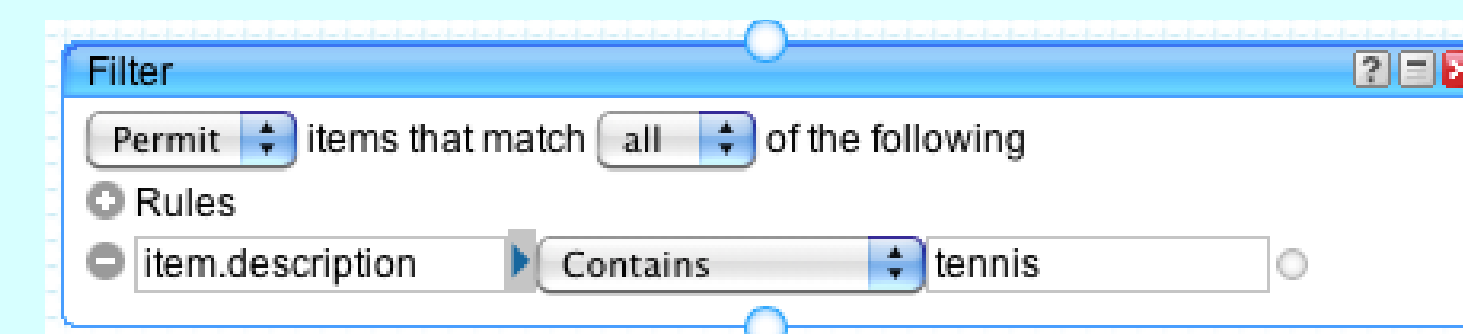 Filter ?
Permit items that match all of the following
Rules
item.description Contains tennis